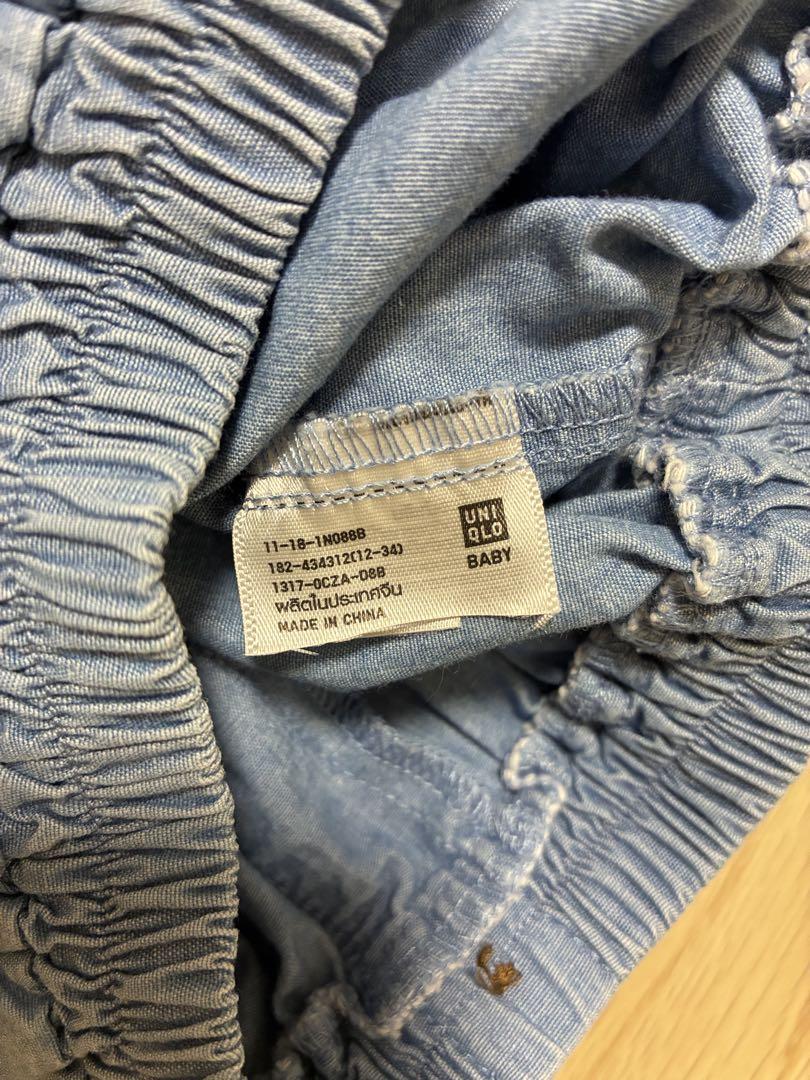 11-18-1N088B
182-434312(12-34)
1317-0CZA-D8B
ผลิตในประเทศจีน
MADE IN CHINA
UNI
QLO
BABY